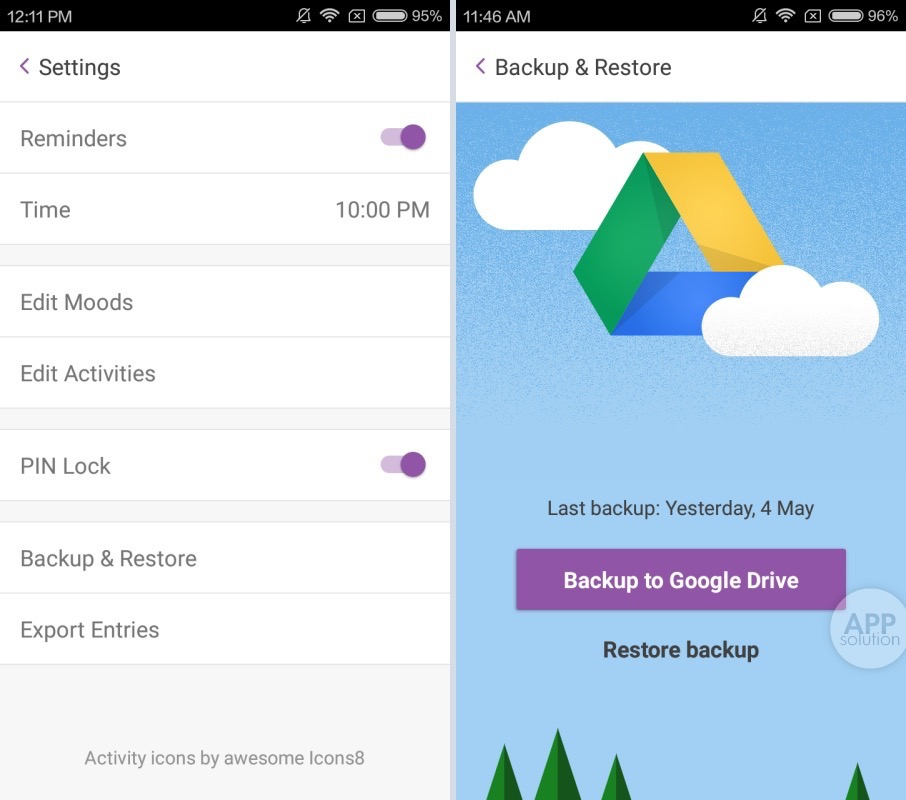 12:11 PM
95%
Settings
Reminders
Time
10:00 PM
Edit Moods
Edit Activities
PIN Lock
Backup & Restore
Export Entries
Activity icons by awesome Icons8
11:46 AM
96%
Backup & Restore
Last backup: Yesterday, 4 May
Backup to Google Drive
Restore backup
APP
solution